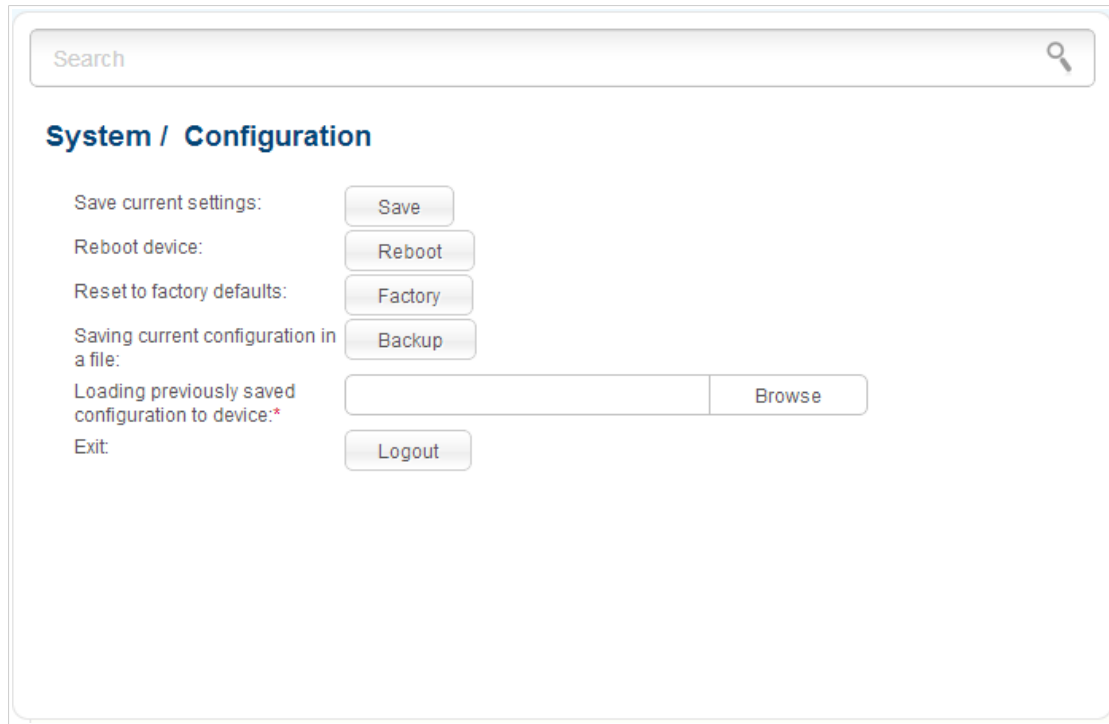 Search
System / Configuration
Save current settings: Save
Reboot device: Reboot
Reset to factory defaults: Factory
Saving current configuration in
a file: Backup
Loading previously saved
configuration to device:* Browse
Exit: Logout